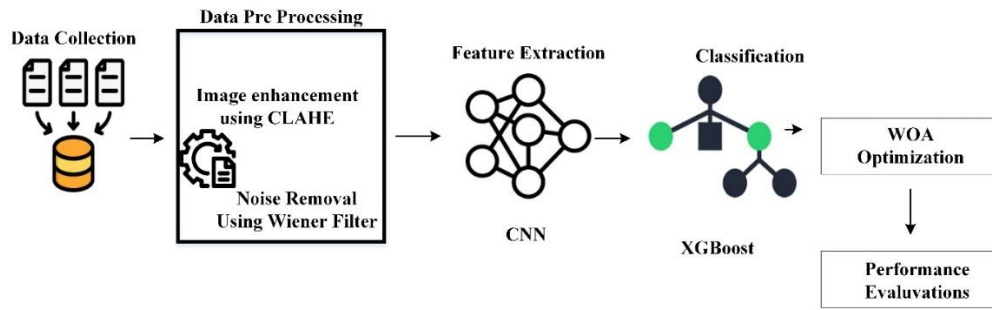 Data Collection
Data Pre Processing
Image enhancement
using CLAHE
Noise Removal
Using Wiener Filter
Feature Extraction
CNN
Classification
XGBoost
WOA
Optimization
Performance
Evaluvations